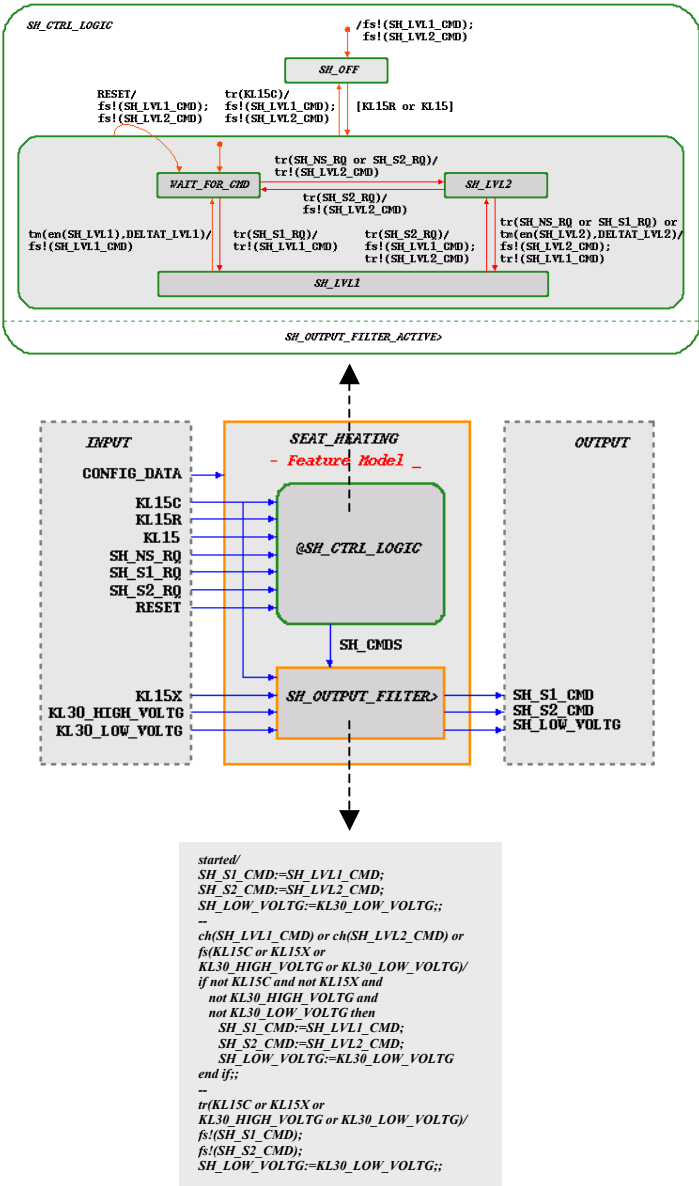 SH_CTRL_LOGIC
/fs!(SH_LVL1_CMD);
fs!(SH_LVL2_CMD)
SH_OFF
RESET/
fs!(SH_LVL1_CMD);
fs!(SH_LVL2_CMD)
tr(KL15C)/
fs!(SH_LVL1_CMD);
fs!(SH_LVL2_CMD)
[KL15R or KL15]
WAIT_FOR_CMD
tr(SH_NS_RQ or SH_S2_RQ)/
tr!(SH_LVL2_CMD)
tr(SH_S2_RQ)/
fs!(SH_LVL2_CMD)
SH_LVL2
tm(en(SH_LVL1),DELTAT_LVL1)/
fs!(SH_LVL1_CMD)
tr(SH_S1_RQ)/
tr!(SH_LVL1_CMD)
tr(SH_S2_RQ)/
fs!(SH_LVL1_CMD);
tr!(SH_LVL2_CMD)
tr(SH_NS_RQ or SH_S1_RQ) or
tm(en(SH_LVL2),DELTAT_LVL2)/
fs!(SH_LVL2_CMD);
tr!(SH_LVL1_CMD)
SH_LVL1
SH_OUTPUT_FILTER_ACTIVE>
INPUT
CONFIG_DATA
KL15C
KL15R
KL15
SH_NS_RQ
SH_S1_RQ
SH_S2_RQ
RESET
KL15X
KL30_HIGH_VOLTG
KL30_LOW_VOLTG
SEAT_HEATING
- Feature Model _
@SH_CTRL_LOGIC
SH_CMDS
SH_OUTPUT_FILTER>
OUTPUT
SH_S1_CMD
SH_S2_CMD
SH_LOW_VOLTG
started/
SH_S1_CMD:=SH_LVL1_CMD;
SH_S2_CMD:=SH_LVL2_CMD;
SH_LOW_VOLTG:=KL30_LOW_VOLTG;;
--
ch(SH_LVL1_CMD) or ch(SH_LVL2_CMD) or
fs(KL15C or KL15X or
KL30_HIGH_VOLTG or KL30_LOW_VOLTG)/
if not KL15C and not KL15X and
not KL30_HIGH_VOLTG and
not KL30_LOW_VOLTG then
SH_S1_CMD:=SH_LVL1_CMD;
SH_S2_CMD:=SH_LVL2_CMD;
SH_LOW_VOLTG:=KL30_LOW_VOLTG
end if;;
--
tr(KL15C or KL15X or
KL30_HIGH_VOLTG or KL30_LOW_VOLTG)/
fs!(SH_S1_CMD);
fs!(SH_S2_CMD);
SH_LOW_VOLTG:=KL30_LOW_VOLTG;;